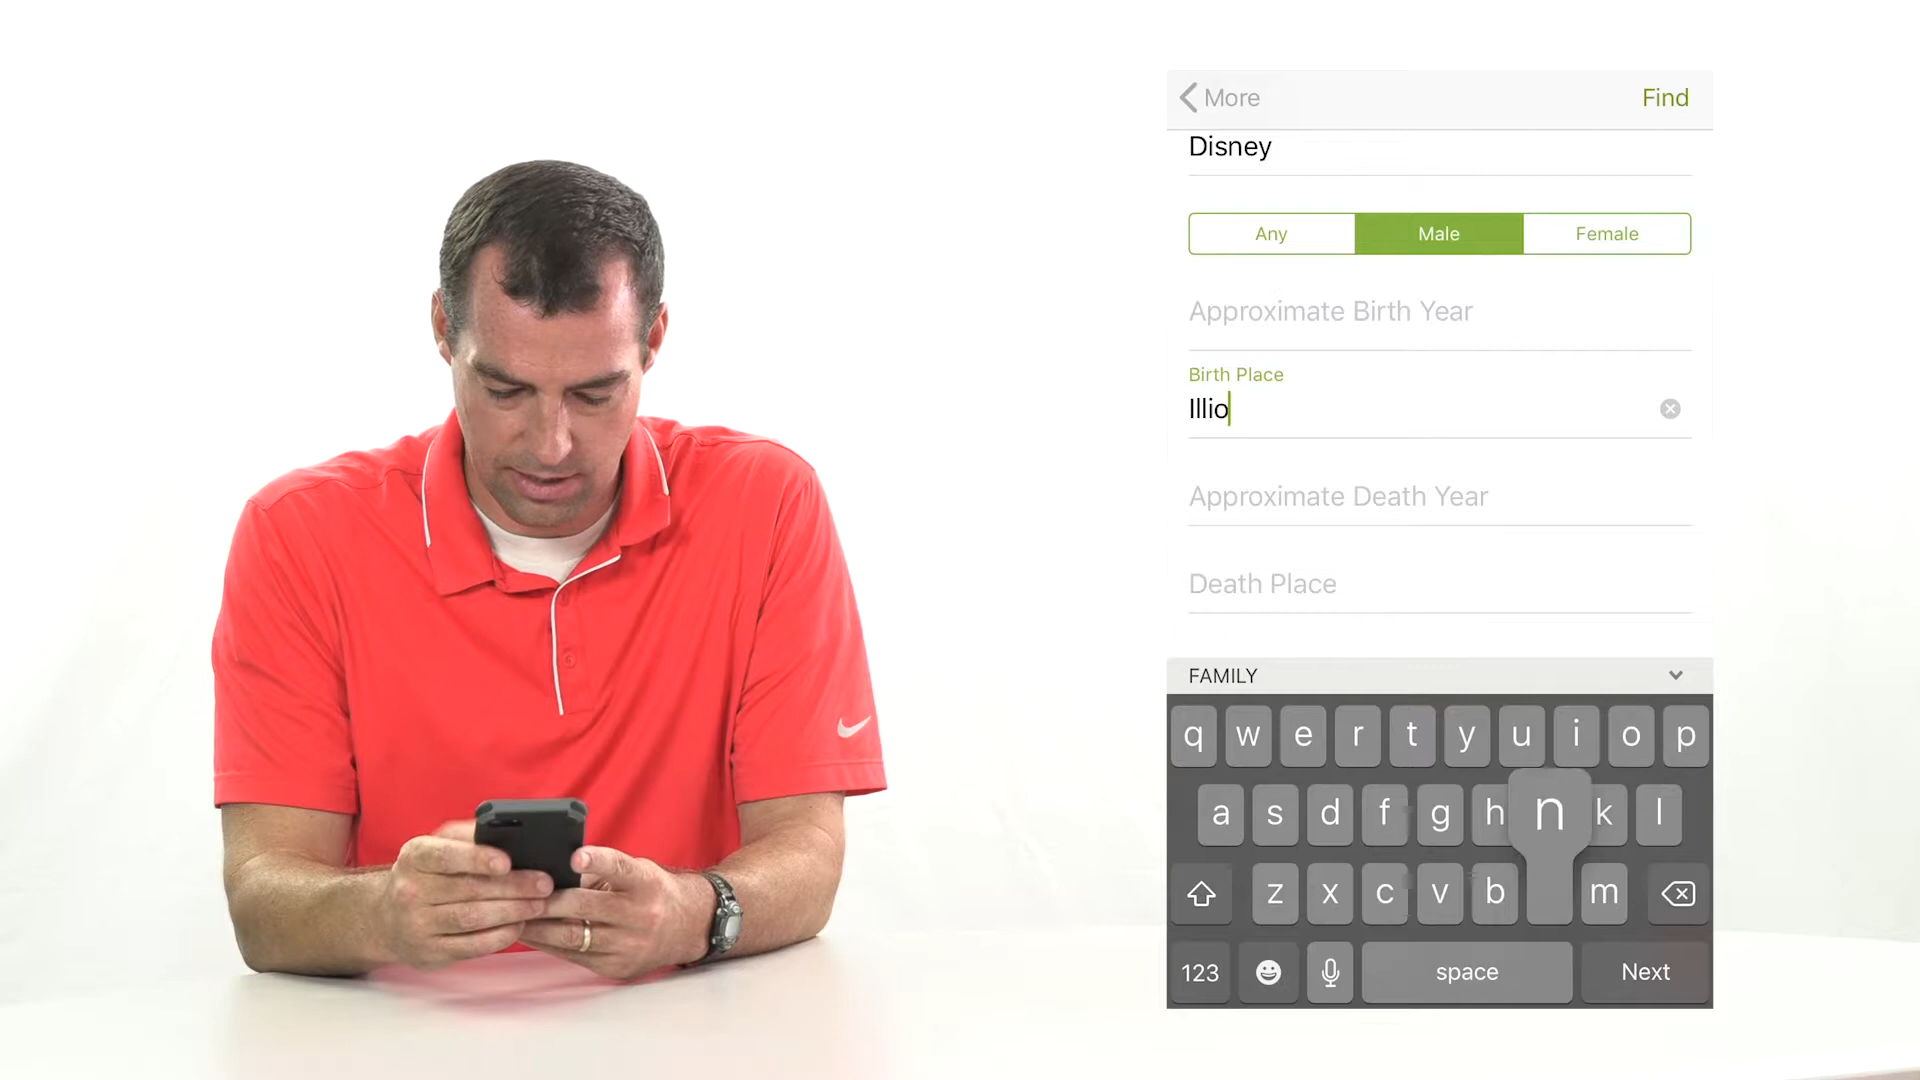 More Find
Disney
Any Male Female
Approximate Birth Year
Birth Place
Illio
Approximate Death Year
Death Place
FAMILY
q w e r t y u i o p
a s d f g h n k l
z x c v b m
123 space Next